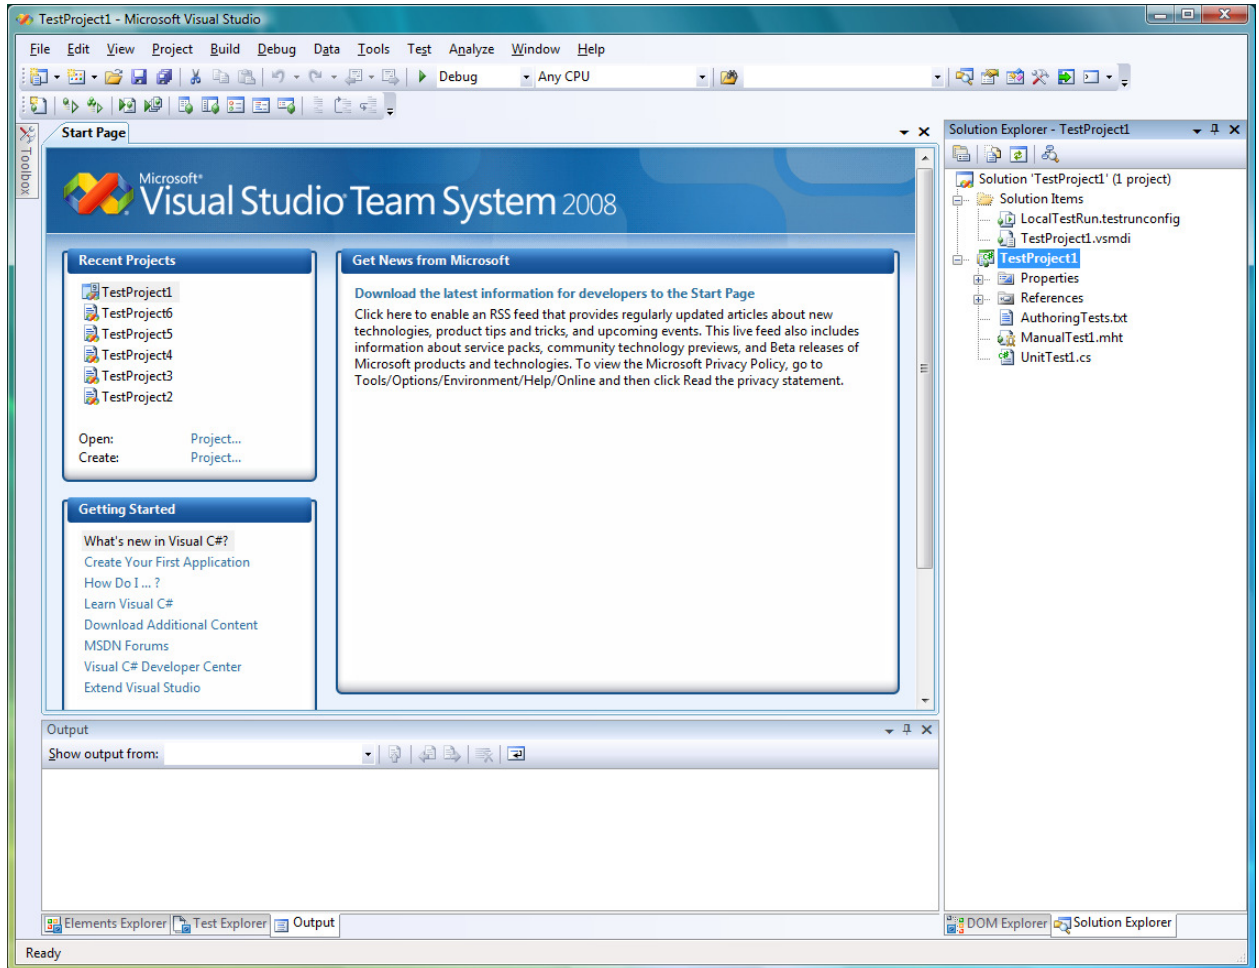 TestProject1 - Microsoft Visual Studio
File Edit View Project Build Debug Data Tools Test Analyze Window Help
Debug Any CPU
Toolbox
Start Page
Microsoft®
Visual Studio® Team System 2008
Recent Projects
TestProject1
TestProject6
TestProject5
TestProject4
TestProject3
TestProject2
Open: Project...
Create: Project...
Getting Started
What's new in Visual C#?
Create Your First Application
How Do I ... ?
Learn Visual C#
Download Additional Content
MSDN Forums
Visual C# Developer Center
Extend Visual Studio
Get News from Microsoft
Download the latest information for developers to the Start Page
Click here to enable an RSS feed that provides regularly updated articles about new
technologies, product tips and tricks, and upcoming events. This live feed also includes
information about service packs, community technology previews, and Beta releases of
Microsoft products and technologies. To view the Microsoft Privacy Policy, go to
Tools/Options/Environment/Help/Online and then click Read the privacy statement.
Output
Show output from:
Elements Explorer Test Explorer Output
Solution Explorer - TestProject1
Solution 'TestProject1' (1 project)
Solution Items
LocalTestRun.testrunconfig
TestProject1.vsmdi
TestProject1
Properties
References
AuthoringTests.txt
ManualTest1.mht
UnitTest1.cs
DOM Explorer Solution Explorer
Ready